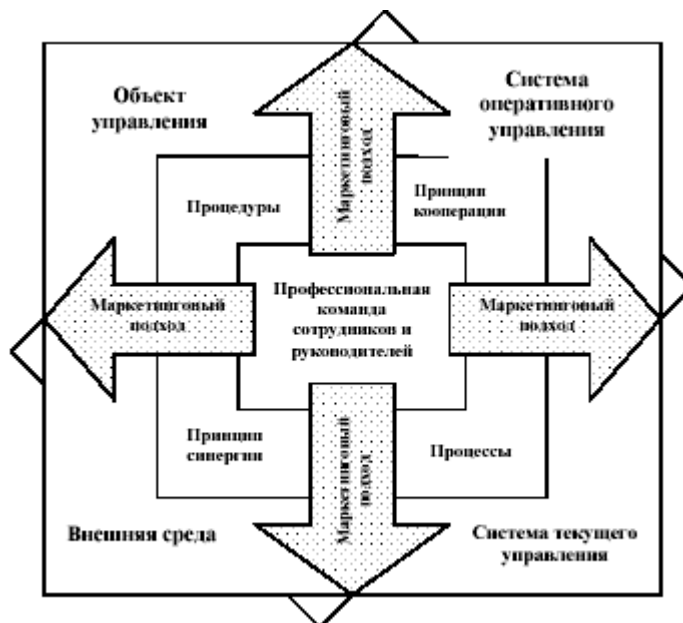 Объект
управления
Система
оперативного
управления
Маркетинговый
подход
Процедуры
Принцип
кооперации
Маркетинговый
подход
Профессиональная
команда
сотрудников и
руководителей
Маркетинговый
подход
Принцип
синергии
Процессы
Маркетинговый
подход
Внешняя среда
Система текущего
управления